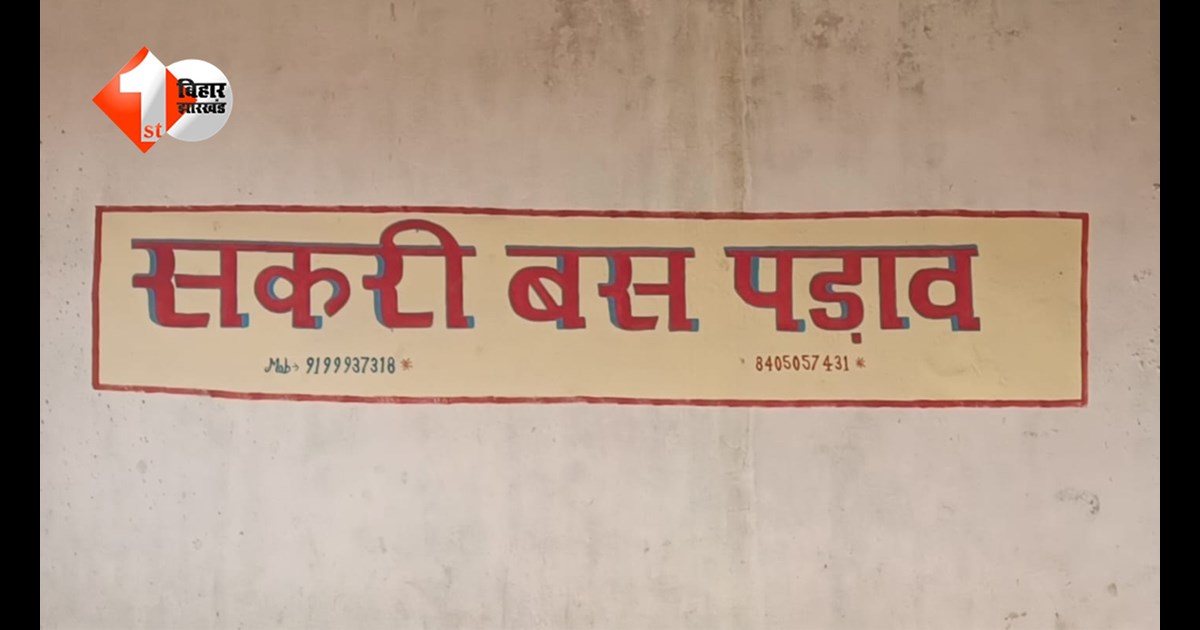 1st
बिहार
झारखंड
सकरी बस पड़ाव
Mob→ 9199937318 * 8405057431 *